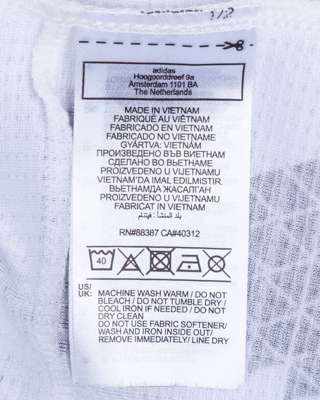 1/2
adidas
Hoogoorddreef 9a
Amsterdam 1101 BA
The Netherlands
MADE IN VIETNAM
FABRIQUÉ AU VIÊTNAM
FABRICADO EN VIETNAM
FABRICADO NO VIETNAME
GYÁRTVA: VIETNÁM
ПРОИЗВЕДЕНО ВЪВ ВИЕТНАМ
СДЕЛАНО ВО ВЬЕТНАМЕ
PROIZVEDENO U VIJETNAMU
VIETNAM'DA IMAL EDILMISTIR.
ВЬЕТНАМДА ЖАСАЛҒАН
PROIZVEDENO U VIJETNAMU
FABRICAT IN VIETNAM
بلد المنشأ: فيتنام
RN#88387 CA#40312
40
US/
UK: MACHINE WASH WARM / DO NOT
BLEACH / DO NOT TUMBLE DRY /
COOL IRON IF NEEDED / DO NOT
DRY CLEAN
DO NOT USE FABRIC SOFTENER/
WASH AND IRON INSIDE OUT/
REMOVE IMMEDIATELY/ LINE DRY